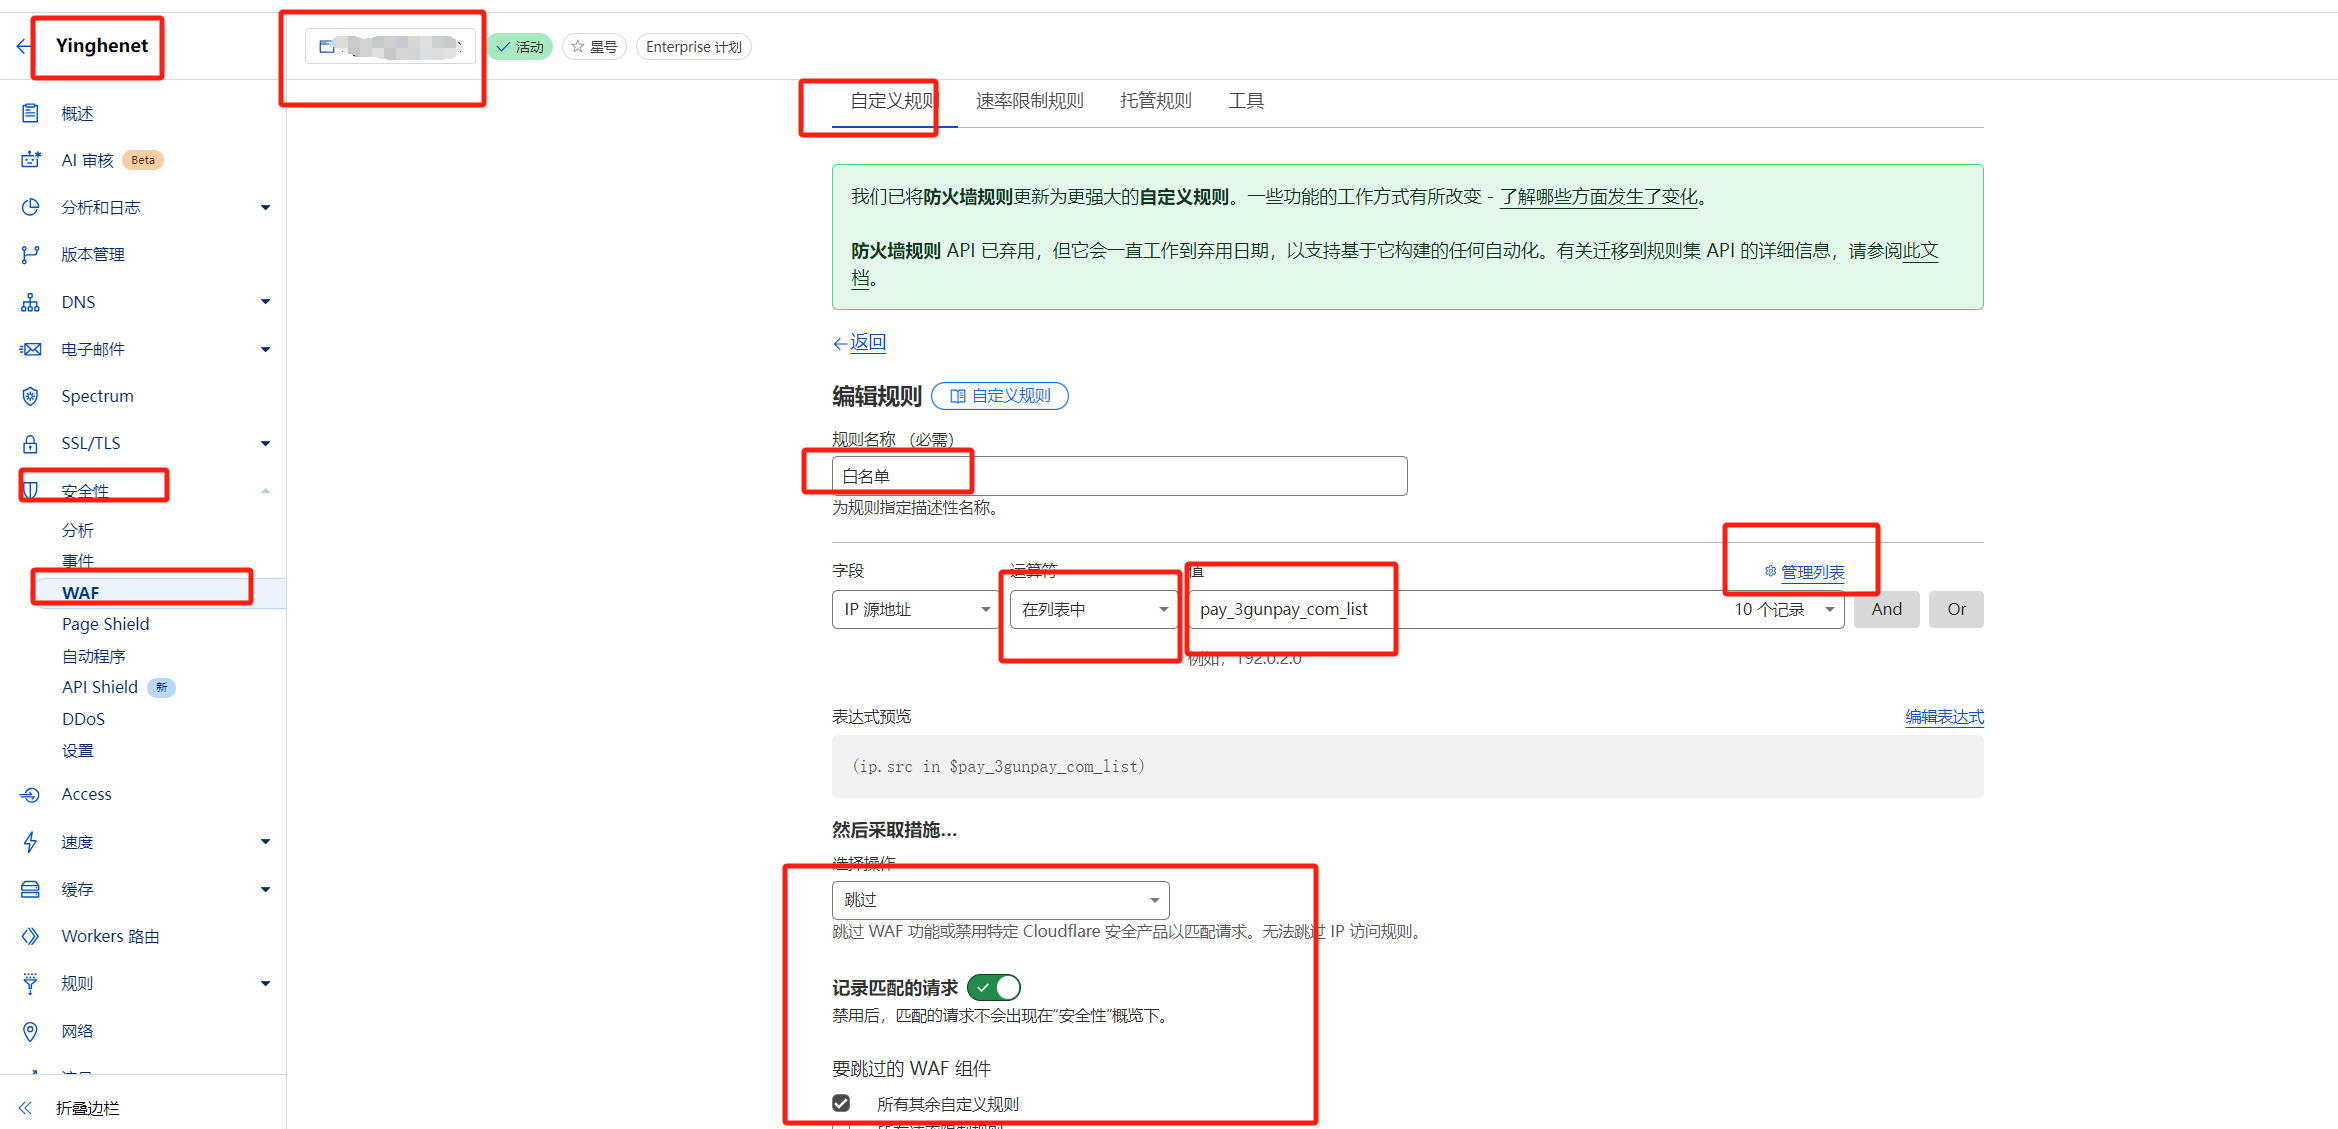 Yinghenet
活动
星号
Enterprise 计划
概述
AI 审核 Beta
分析和日志
版本管理
DNS
电子邮件
Spectrum
SSL/TLS
安全性
分析
事件
WAF
Page Shield
自动程序
API Shield 新
DDoS
设置
Access
速度
缓存
Workers 路由
规则
网络
折叠边栏
自定义规则 速率限制规则 托管规则 工具
我们已将防火墙规则更新为更强大的自定义规则。一些功能的工作方式有所改变 - 了解哪些方面发生了变化。
防火墙规则 API 已弃用，但它会一直工作到弃用日期，以支持基于它构建的任何自动化。有关迁移到规则集 API 的详细信息，请参阅此文
档。
返回
编辑规则 自定义规则
规则名称 （必需）
白名单
为规则指定描述性名称。
字段 运算符 值 管理列表
IP 源地址 在列表中 pay_3gunpay_com_list 10 个记录 And Or
例如，192.0.2.0
表达式预览 编辑表达式
(ip.src in $pay_3gunpay_com_list)
然后采取措施...
选择操作
跳过
跳过 WAF 功能或禁用特定 Cloudflare 安全产品以匹配请求。无法跳过 IP 访问规则。
记录匹配的请求
禁用后，匹配的请求不会出现在“安全性”概览下。
要跳过的 WAF 组件
所有其余自定义规则